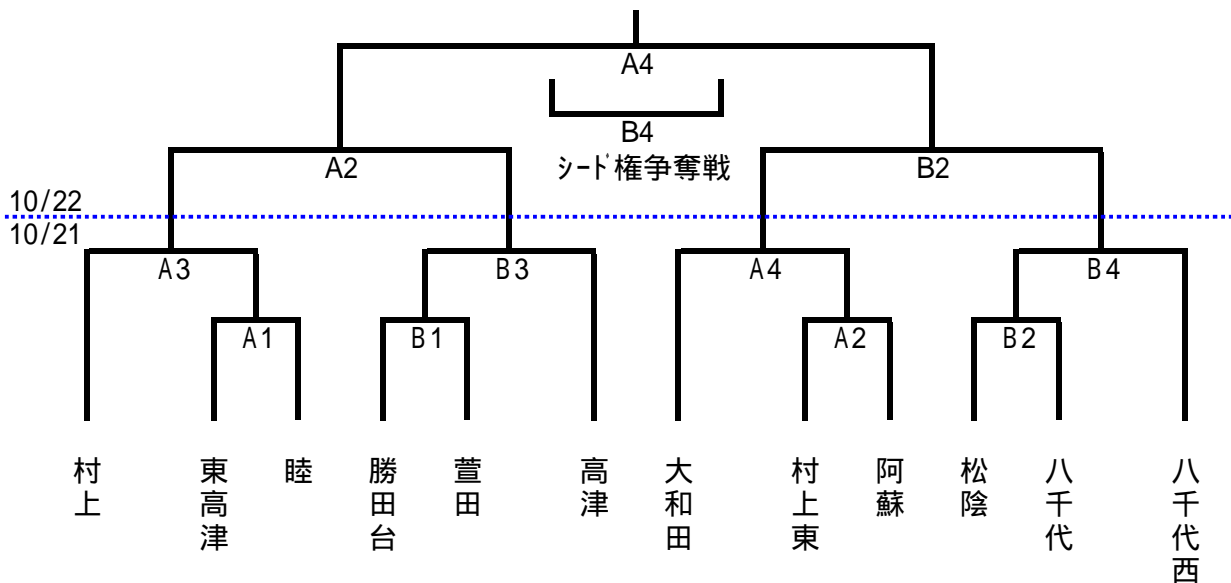 A4
B4
シード権争奪戦
A2
B2
10/22
10/21
A3
B3
A4
B4
A1
B1
A2
B2
村上
東高津
睦
勝田台
萱田
高津
大和田
村上東
阿蘇
松陰
八千代
八千代西